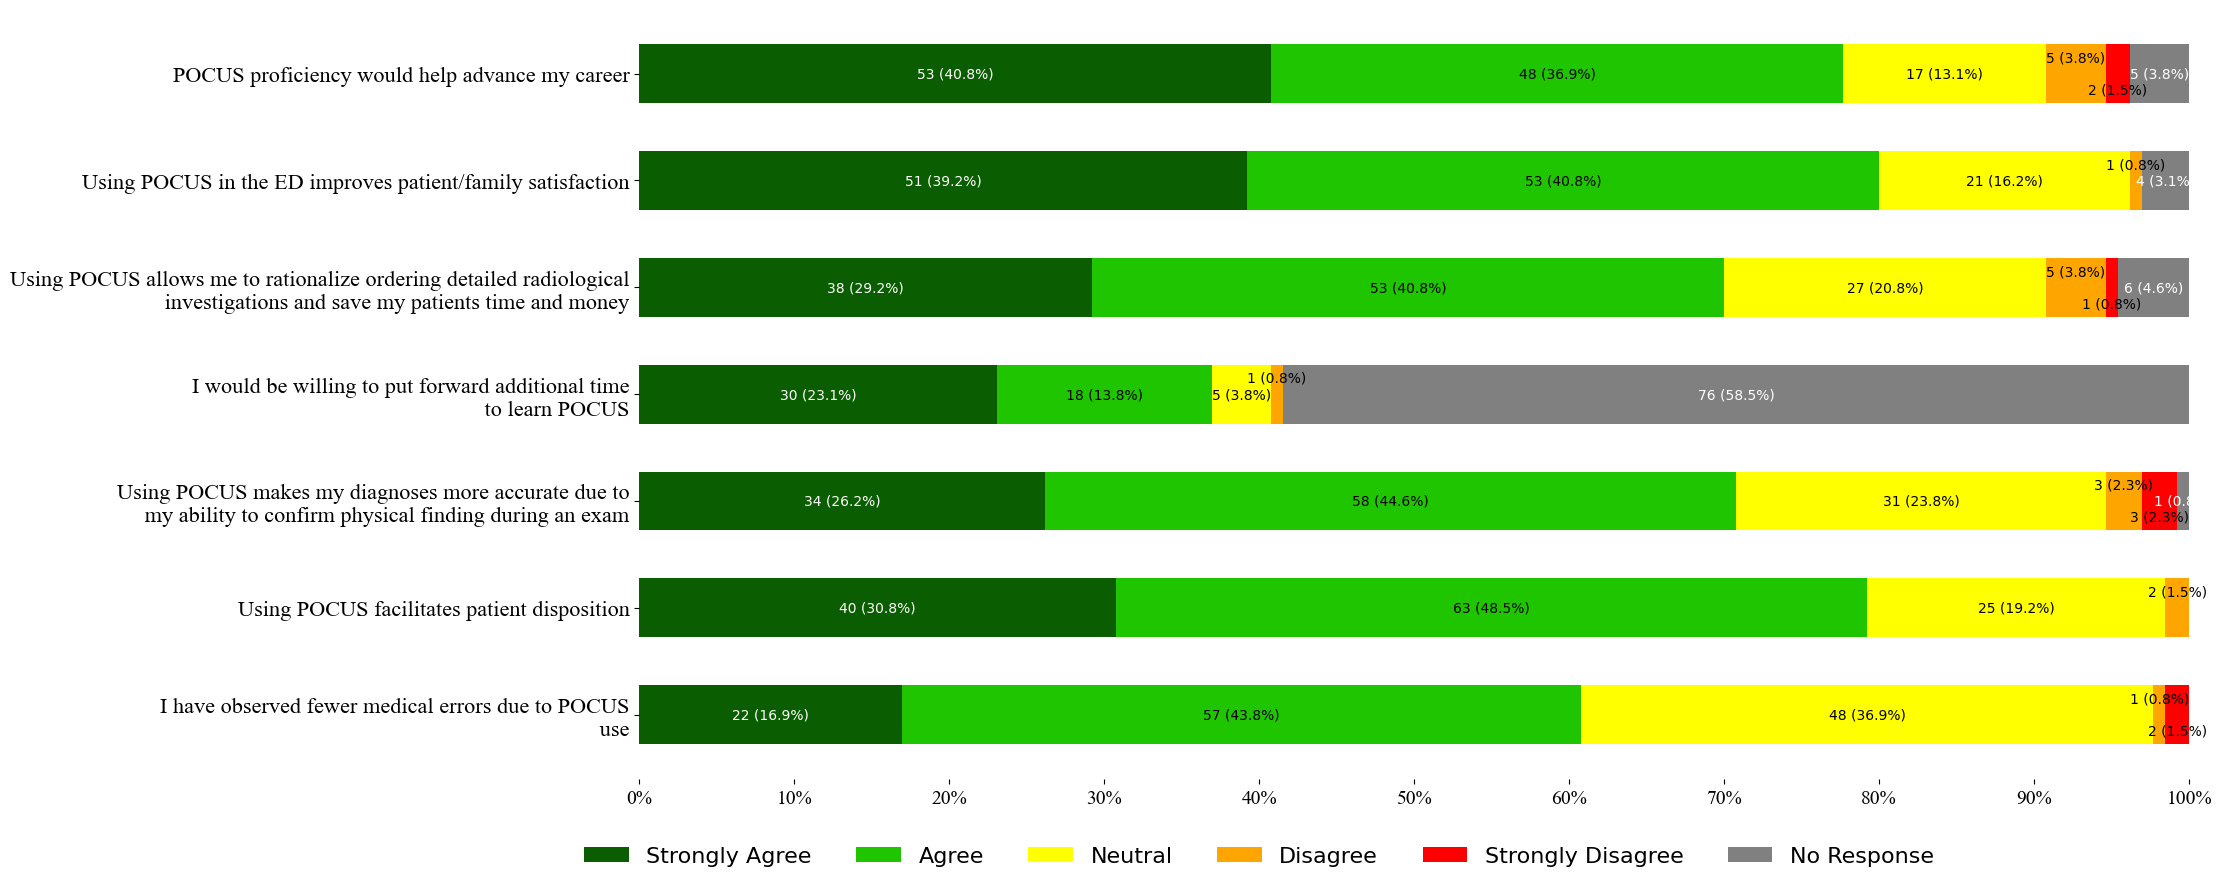 POCUS proficiency would help advance my career
53 (40.8%) 48 (36.9%) 17 (13.1%) 5 (3.8%) 2 (1.5%) 5 (3.8%)
Using POCUS in the ED improves patient/family satisfaction
51 (39.2%) 53 (40.8%) 21 (16.2%) 1 (0.8%) 4 (3.1%
Using POCUS allows me to rationalize ordering detailed radiological
investigations and save my patients time and money
38 (29.2%) 53 (40.8%) 27 (20.8%) 5 (3.8%) 1 (0.8%) 6 (4.6%)
I would be willing to put forward additional time
to learn POCUS
30 (23.1%) 18 (13.8%) 5 (3.8%) 1 (0.8%) 76 (58.5%)
Using POCUS makes my diagnoses more accurate due to
my ability to confirm physical finding during an exam
34 (26.2%) 58 (44.6%) 31 (23.8%) 3 (2.3%) 3 (2.3%) 1 (0.8
Using POCUS facilitates patient disposition
40 (30.8%) 63 (48.5%) 25 (19.2%) 2 (1.5%)
I have observed fewer medical errors due to POCUS
use
22 (16.9%) 57 (43.8%) 48 (36.9%) 1 (0.8%) 2 (1.5%)
0% 10% 20% 30% 40% 50% 60% 70% 80% 90% 100%
Strongly Agree Agree Neutral Disagree Strongly Disagree No Response